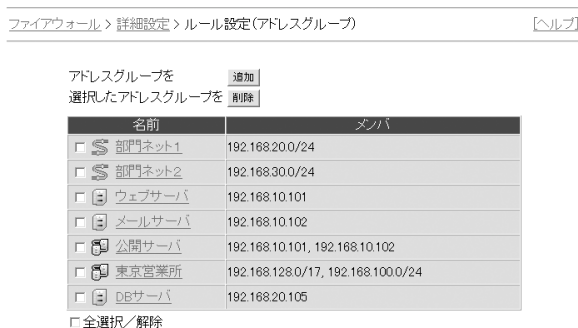 ファイアウォール > 詳細設定 > ルール設定(アドレスグループ) [ヘルプ]
アドレスグループを 追加
選択したアドレスグループを 削除
名前 メンバ
部門ネット1 192.168.20.0/24
部門ネット2 192.168.30.0/24
ウェブサーバ 192.168.10.101
メールサーバ 192.168.10.102
公開サーバ 192.168.10.101, 192.168.10.102
東京営業所 192.168.128.0/17, 192.168.100.0/24
DBサーバ 192.168.20.105
全選択／解除